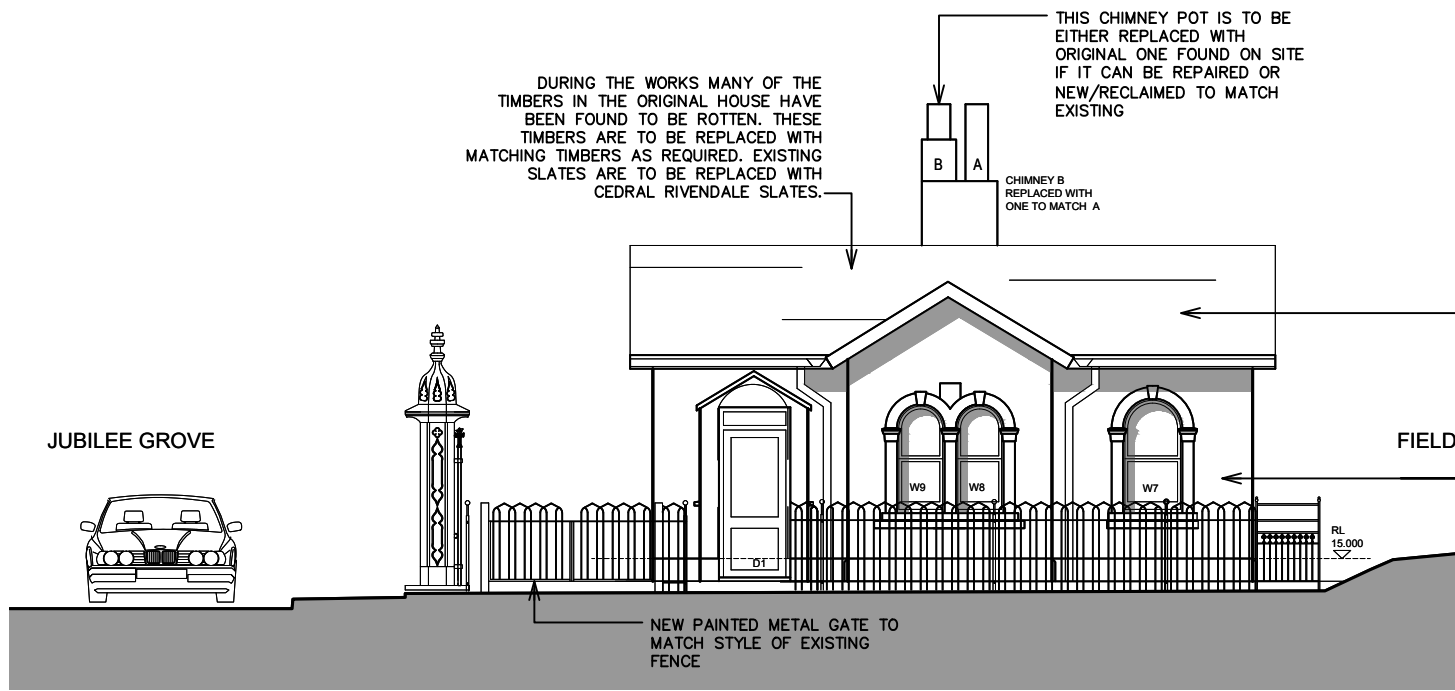 THIS CHIMNEY POT IS TO BE
EITHER REPLACED WITH
ORIGINAL ONE FOUND ON SITE
IF IT CAN BE REPAIRED OR
NEW/RECLAIMED TO MATCH
EXISTING
DURING THE WORKS MANY OF THE
TIMBERS IN THE ORIGINAL HOUSE HAVE
BEEN FOUND TO BE ROTTEN. THESE
TIMBERS ARE TO BE REPLACED WITH
MATCHING TIMBERS AS REQUIRED. EXISTING
SLATES ARE TO BE REPLACED WITH
CEDRAL RIVENDALE SLATES.
B
A
CHIMNEY B
REPLACED WITH
ONE TO MATCH A
JUBILEE GROVE
FIELD
W9
W8
W7
RL
15.000
D1
NEW PAINTED METAL GATE TO
MATCH STYLE OF EXISTING
FENCE